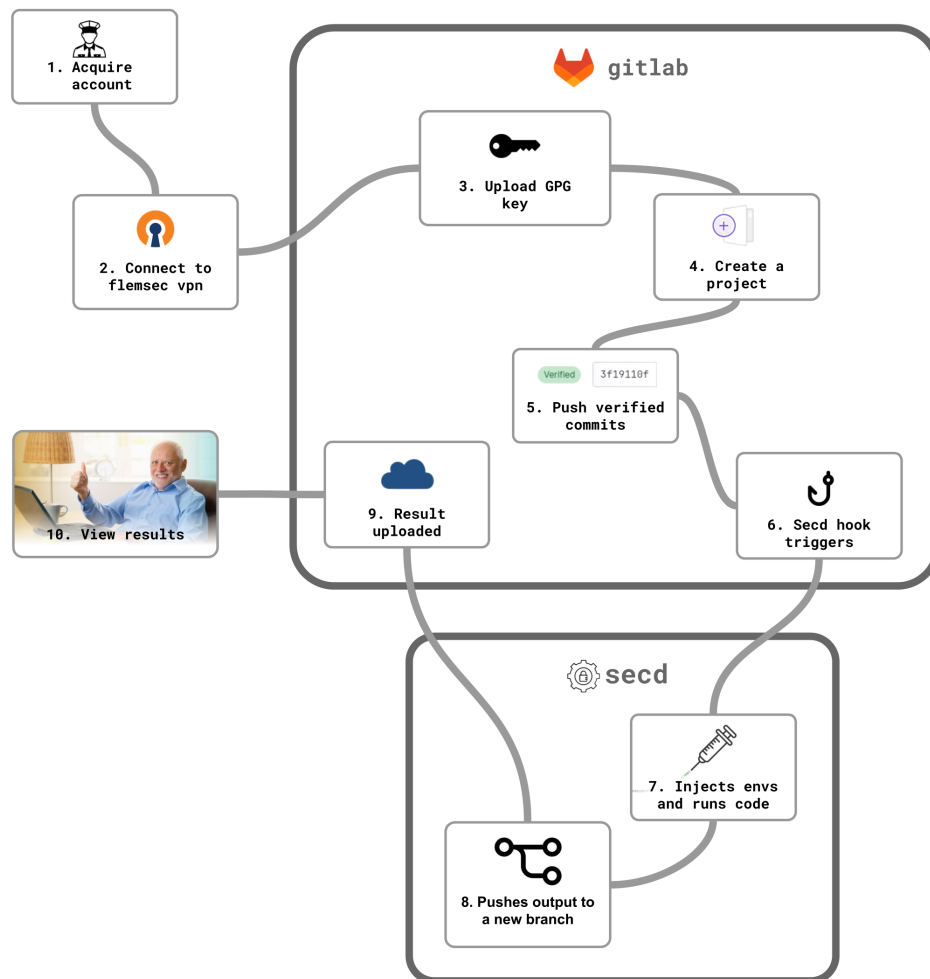 1. Acquire
account
gitlab
3. Upload GPG
key
2. Connect to
flemsec vpn
4. Create a
project
Verified
3f19110f
5. Push verified
commits
10. View results
9. Result
uploaded
6. Secd hook
triggers
secd
7. Injects envs
and runs code
8. Pushes output to
a new branch